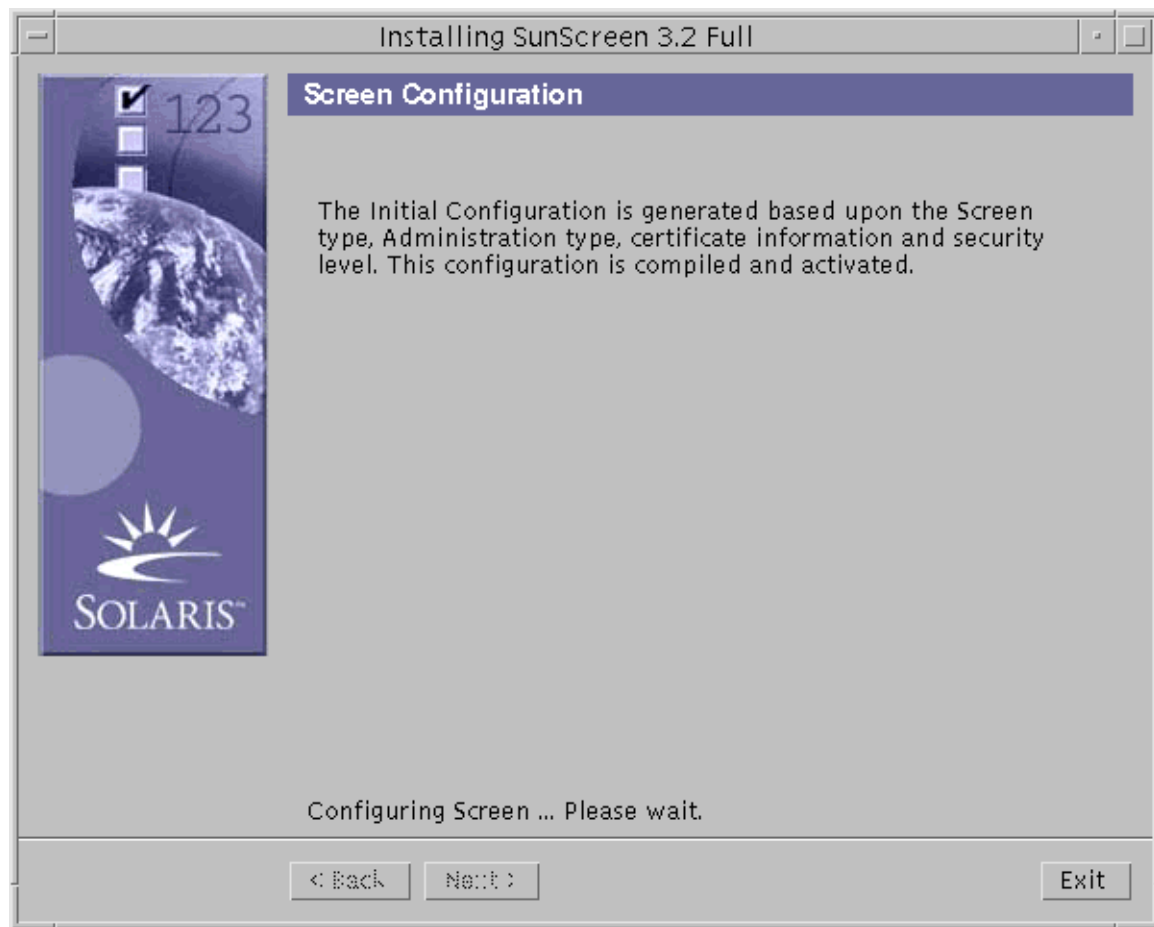 Installing SunScreen 3.2 Full
123
Screen Configuration
The Initial Configuration is generated based upon the Screen
type, Administration type, certificate information and security
level. This configuration is compiled and activated.
SOLARIS™
Configuring Screen ... Please wait.
< Back
Next >
Exit